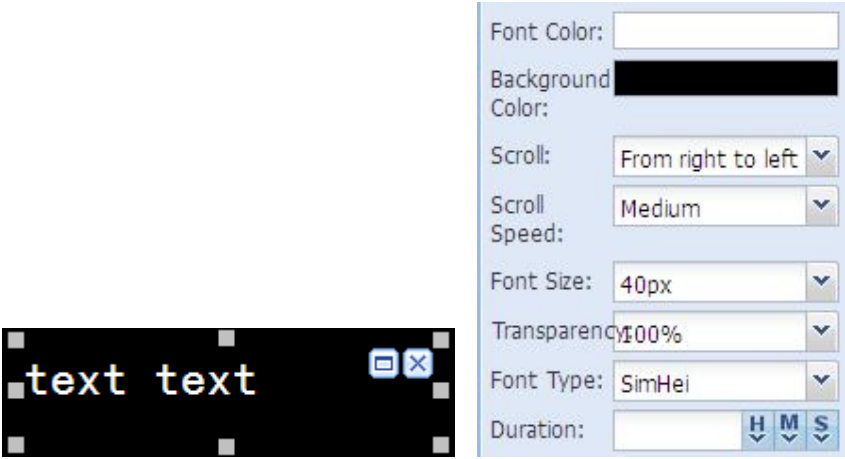 text text
Font Color:
Background
Color:
Scroll: From right to left
Scroll
Speed: Medium
Font Size: 40px
Transparency: 100%
Font Type: SimHei
Duration: H M S